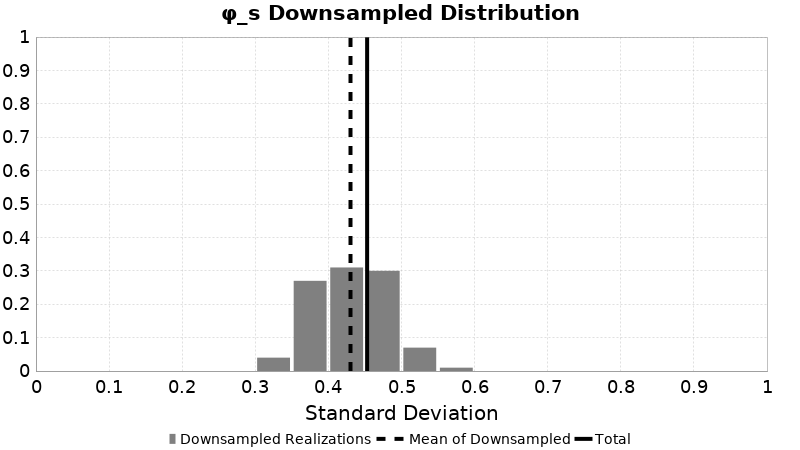 φ_s Downsampled Distribution
1
0.9
0.8
0.7
0.6
0.5
0.4
0.3
0.2
0.1
0
0 0.1 0.2 0.3 0.4 0.5 0.6 0.7 0.8 0.9 1
Standard Deviation
Downsampled Realizations Mean of Downsampled Total